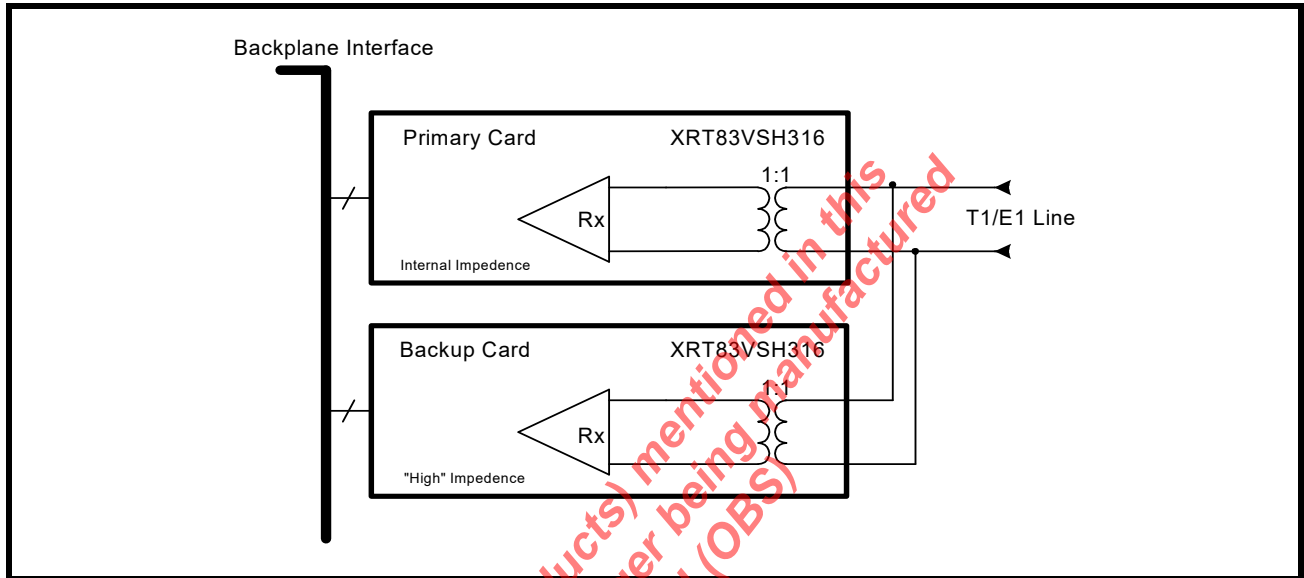 Backplane Interface
Primary Card XRT83VSH316
1:1
Rx
T1/E1 Line
Internal Impedence
Backup Card XRT83VSH316
1:1
Rx
"High" Impedence
mentioned in this
being manufactured
(OBS)